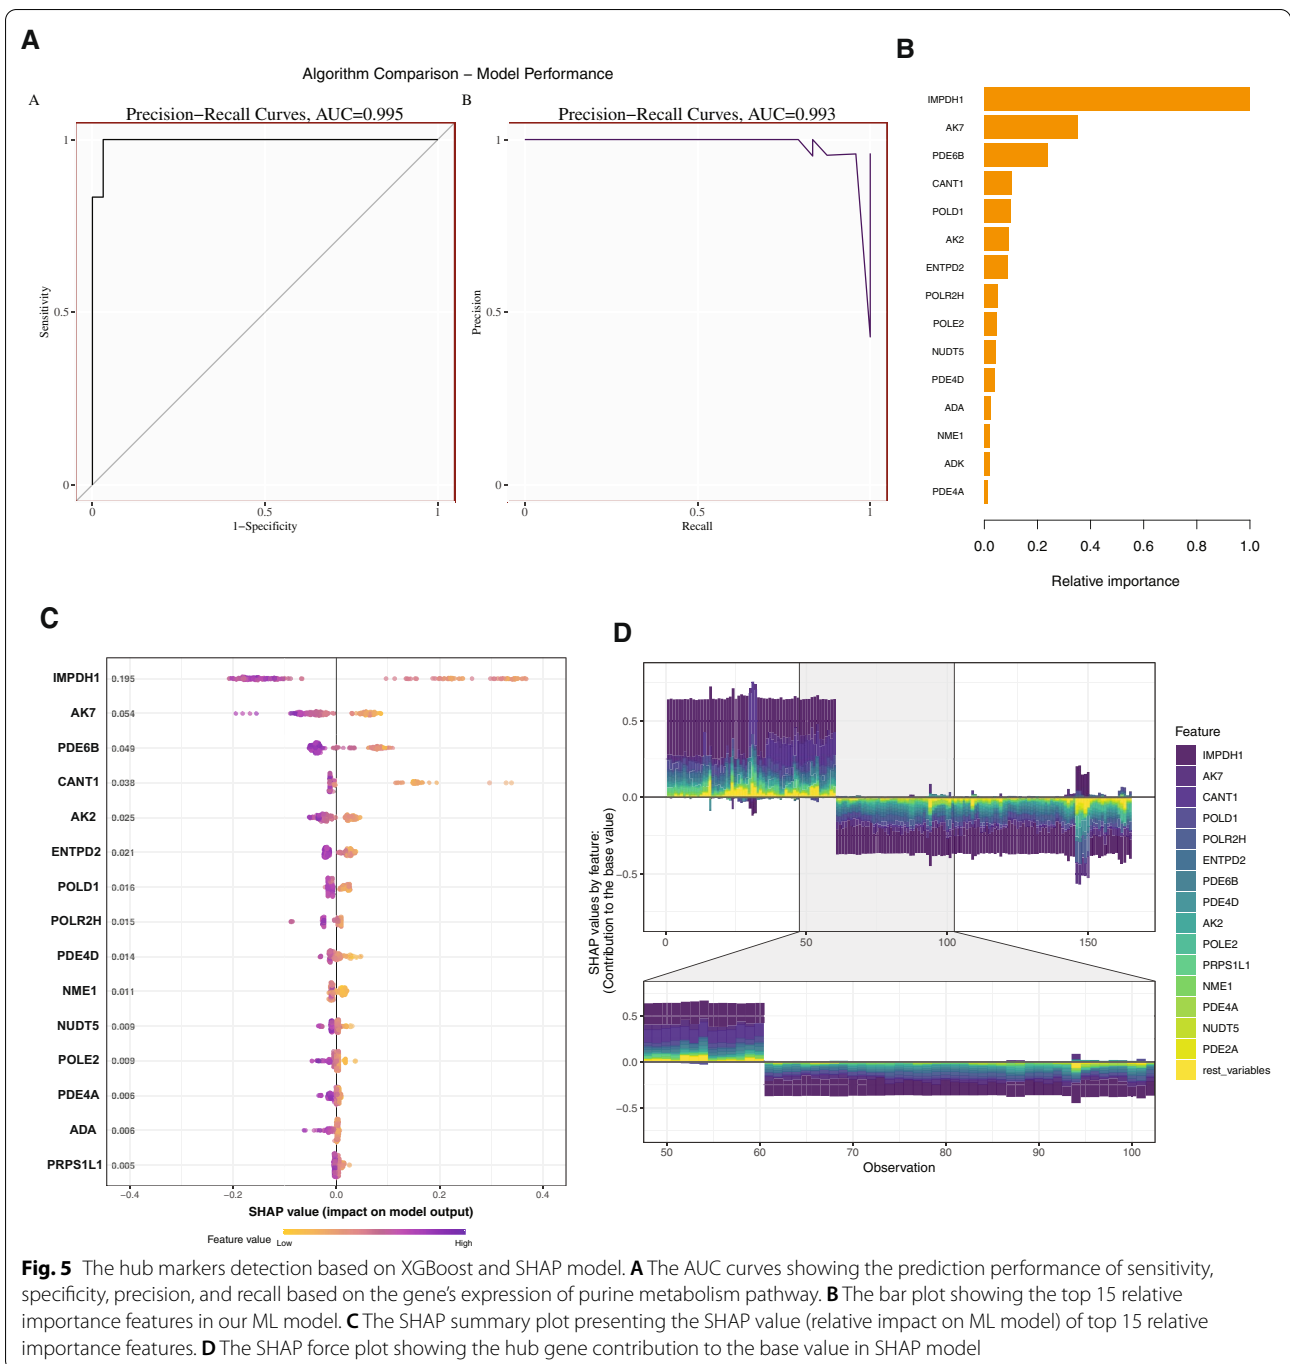 A
Algorithm Comparison – Model Performance
A
Precision−Recall Curves, AUC=0.995
1
0.5
0
Sensitivity
0
0.5
1
1−Specificity
B
Precision−Recall Curves, AUC=0.993
1
0.5
0
Precision
0
0.5
1
Recall
B
IMPDH1
AK7
PDE6B
CANT1
POLD1
AK2
ENTPD2
POLR2H
POLE2
NUDT5
PDE4D
ADA
NME1
ADK
PDE4A
0.0
0.2
0.4
0.6
0.8
1.0
Relative importance
C
IMPDH1 0.195
AK7 0.054
PDE6B 0.049
CANT1 0.038
AK2 0.025
ENTPD2 0.021
POLD1 0.016
POLR2H 0.015
PDE4D 0.014
NME1 0.011
NUDT5 0.009
POLE2 0.009
PDE4A
ADA
PRPS1L1 0.005
−0.4
−0.2
0.0
0.2
0.4
SHAP value (impact on model output)
Feature value Low High
D
SHAP values by feature:
(Contribution to the base value)
0.5
0.0
−0.5
0
50
100
150
0.5
0.0
−0.5
50
60
70
80
90
100
Observation
Feature
IMPDH1
AK7
CANT1
POLD1
POLR2H
ENTPD2
PDE6B
PDE4D
AK2
POLE2
PRPS1L1
NME1
PDE4A
NUDT5
PDE2A
rest_variables
Fig. 5 The hub markers detection based on XGBoost and SHAP model. A The AUC curves showing the prediction performance of sensitivity,
specificity, precision, and recall based on the gene's expression of purine metabolism pathway. B The bar plot showing the top 15 relative
importance features in our ML model. C The SHAP summary plot presenting the SHAP value (relative impact on ML model) of top 15 relative
importance features. D The SHAP force plot showing the hub gene contribution to the base value in SHAP model